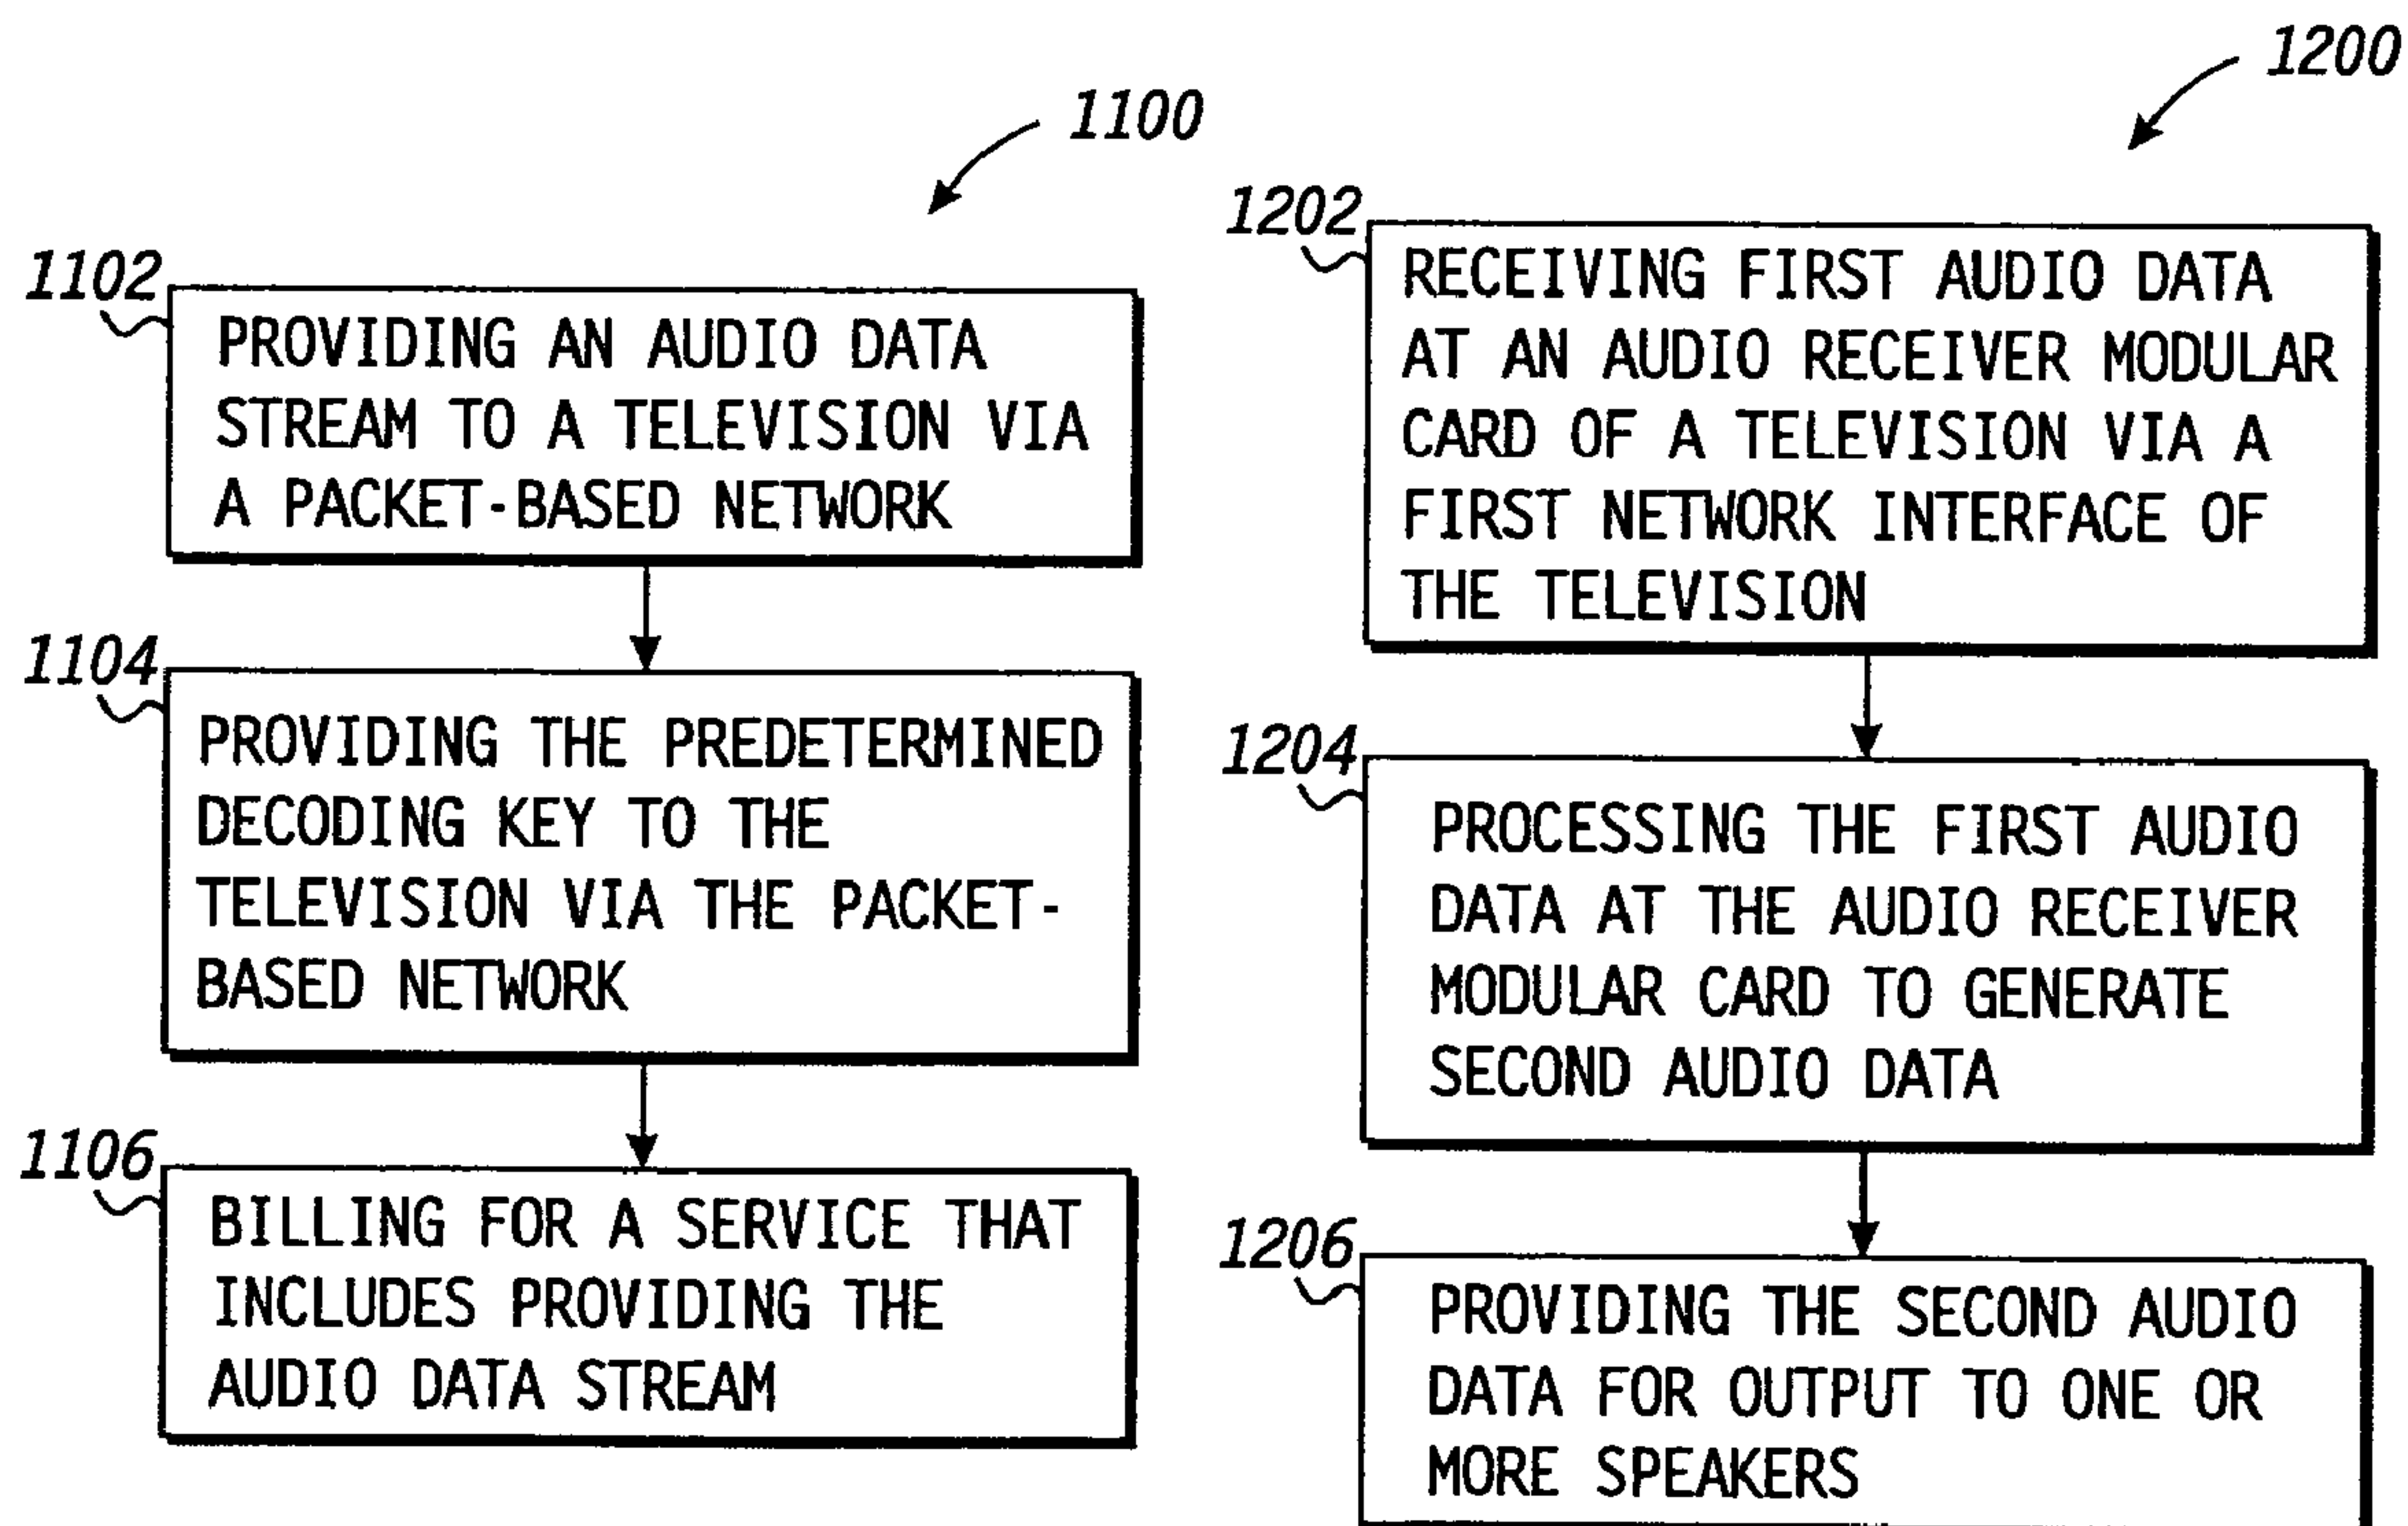 1100
1102
PROVIDING AN AUDIO DATA
STREAM TO A TELEVISION VIA
A PACKET-BASED NETWORK
1104
PROVIDING THE PREDETERMINED
DECODING KEY TO THE
TELEVISION VIA THE PACKET-
BASED NETWORK
1106
BILLING FOR A SERVICE THAT
INCLUDES PROVIDING THE
AUDIO DATA STREAM
1200
1202
RECEIVING FIRST AUDIO DATA
AT AN AUDIO RECEIVER MODULAR
CARD OF A TELEVISION VIA A
FIRST NETWORK INTERFACE OF
THE TELEVISION
1204
PROCESSING THE FIRST AUDIO
DATA AT THE AUDIO RECEIVER
MODULAR CARD TO GENERATE
SECOND AUDIO DATA
1206
PROVIDING THE SECOND AUDIO
DATA FOR OUTPUT TO ONE OR
MORE SPEAKERS